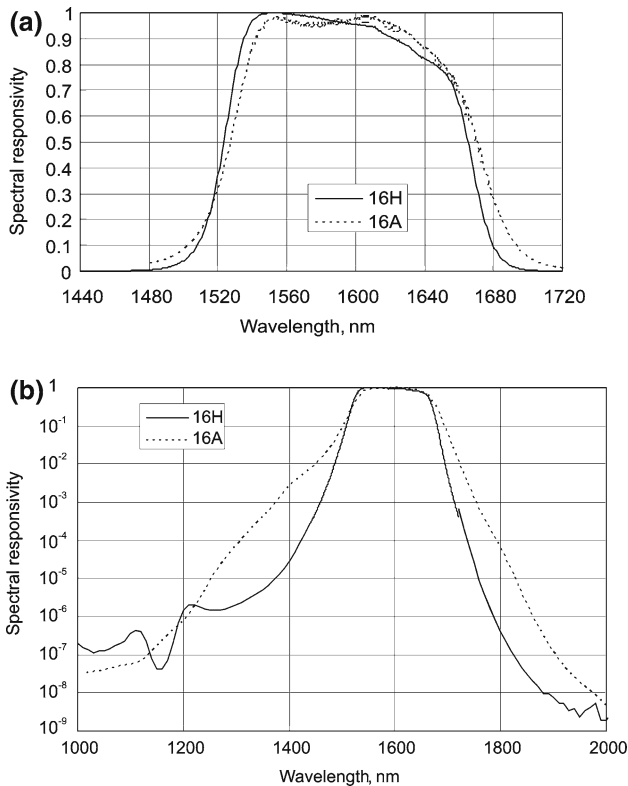 (a)
1
0.9
0.8
0.7
0.6
0.5
0.4
0.3
0.2
0.1
0
Spectral responsivity
16H
16A
1440 1480 1520 1560 1600 1640 1680 1720
Wavelength, nm
(b)
1
10-1
10-2
10-3
10-4
10-5
10-6
10-7
10-8
10-9
Spectral responsivity
16H
16A
1000 1200 1400 1600 1800 2000
Wavelength, nm